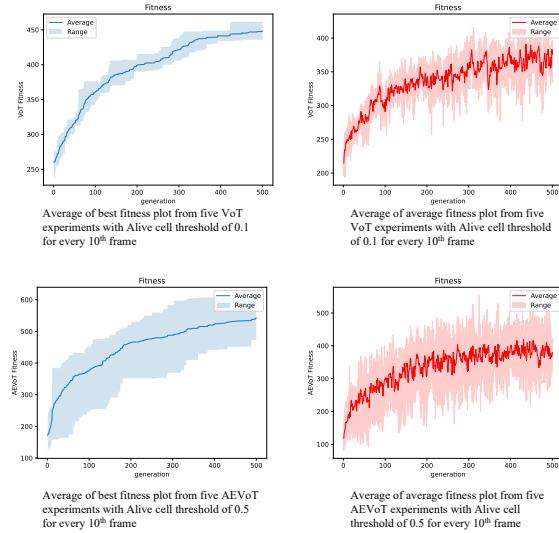 Fitness
Average
Range
VoT Fitness
450
400
350
300
250
0 100 200 300 400 500
generation
Average of best fitness plot from five VoT
experiments with Alive cell threshold of 0.1
for every 10th frame
Fitness
Average
Range
VoT Fitness
400
350
300
250
200
0 100 200 300 400 500
generation
Average of average fitness plot from five
VoT experiments with Alive cell threshold
of 0.1 for every 10th frame
Fitness
Average
Range
AEVoT Fitness
600
500
400
300
200
100
0 100 200 300 400 500
generation
Average of best fitness plot from five AEVoT
experiments with Alive cell threshold of 0.5
for every 10th frame
Fitness
Average
Range
AEVoT Fitness
500
400
300
200
100
0 100 200 300 400 500
generation
Average of average fitness plot from five
AEVoT experiments with Alive cell
threshold of 0.5 for every 10th frame